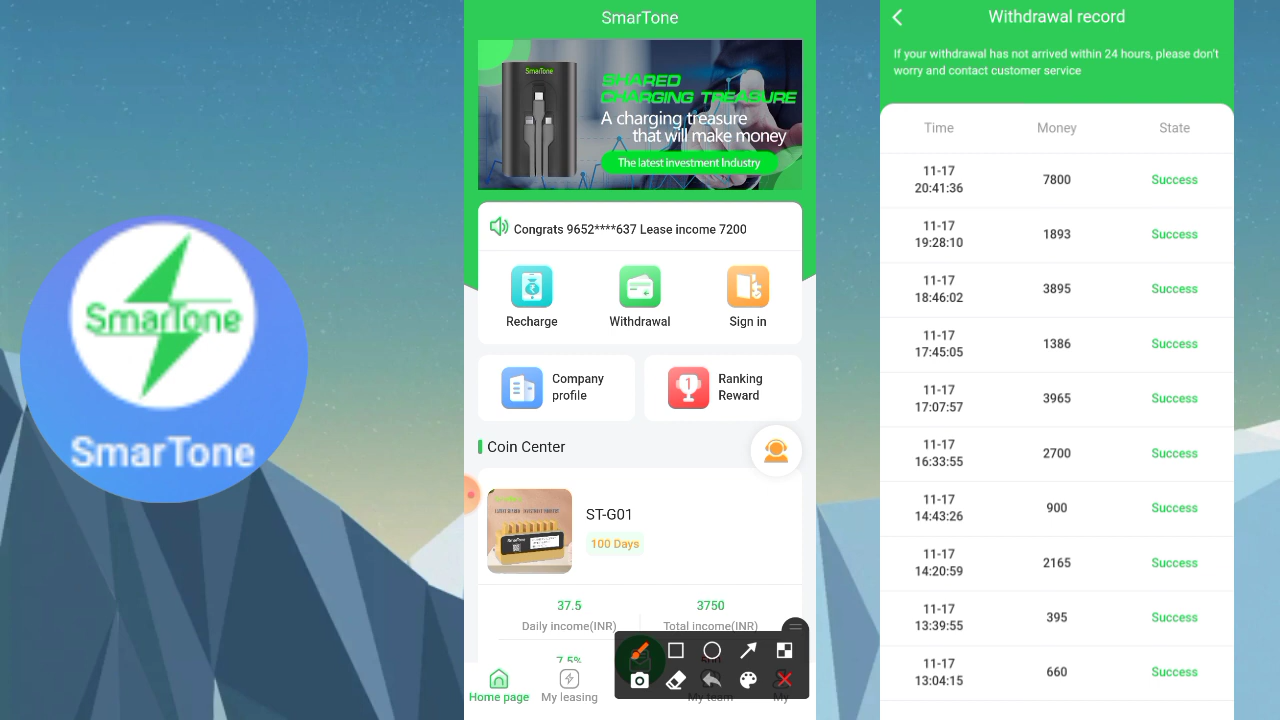 SmarTone
SmarTone
SmarTone
SmarTone
SHARED
CHARGING TREASURE
A charging treasure
that will make money
The latest investment Industry
Congrats 9652****637 Lease income 7200
Recharge
Withdrawal
Sign in
Company
profile
Ranking
Reward
Coin Center
ST-G01
100 Days
37.5
3750
Daily income(INR)
Total income(INR)
7.5%
Home page
My leasing
My team
My
Withdrawal record
If your withdrawal has not arrived within 24 hours, please don't
worry and contact customer service
Time Money State
11-17
20:41:36 7800 Success
11-17
19:28:10 1893 Success
11-17
18:46:02 3895 Success
11-17
17:45:05 1386 Success
11-17
17:07:57 3965 Success
11-17
16:33:55 2700 Success
11-17
14:43:26 900 Success
11-17
14:20:59 2165 Success
11-17
13:39:55 395 Success
11-17
13:04:15 660 Success